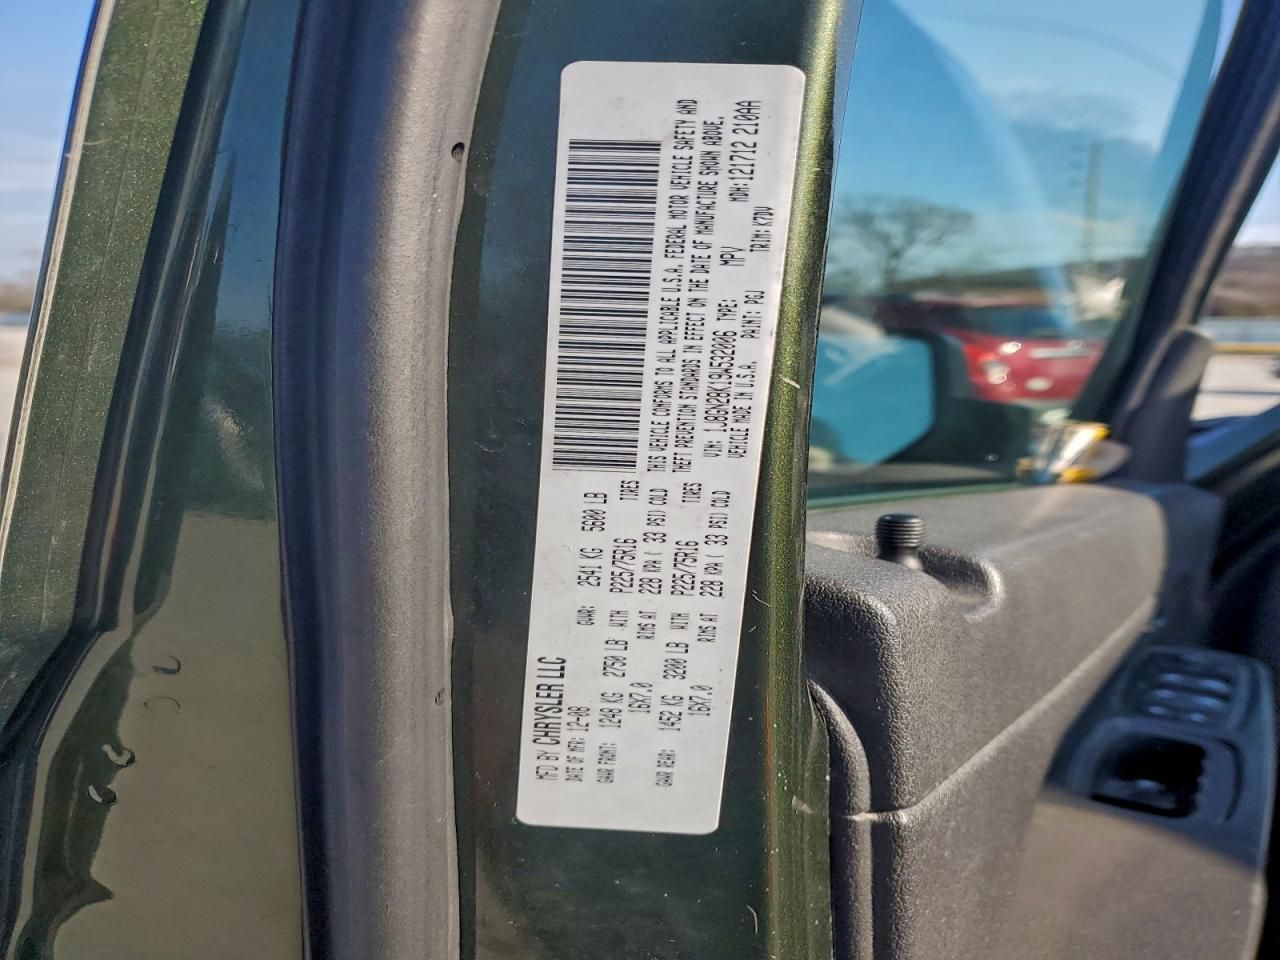 MFD BY CHRYSLER LLC
DATE OF MFR: 12-08 GVWR: 2541 KG 5600 LB
GAWR FRONT: 1248 KG 2750 LB WITH P225/75R16 TIRES
16X7.0 RIMS AT 228 KPA ( 33 PSI) COLD
GAWR REAR: 1452 KG 3200 LB WITH P225/75R16 TIRES
16X7.0 RIMS AT 228 KPA ( 33 PSI) COLD
THIS VEHICLE CONFORMS TO ALL APPLICABLE U.S.A. FEDERAL MOTOR VEHICLE SAFETY AND
THEFT PREVENTION STANDARDS IN EFFECT ON THE DATE OF MANUFACTURE SHOWN ABOVE.
VIN: 1J8GN28K19W532006 TYPE: MPV MDH: 121712 210AA
VEHICLE MADE IN U.S.A. PAINT: PGJ TRIM: K7DV